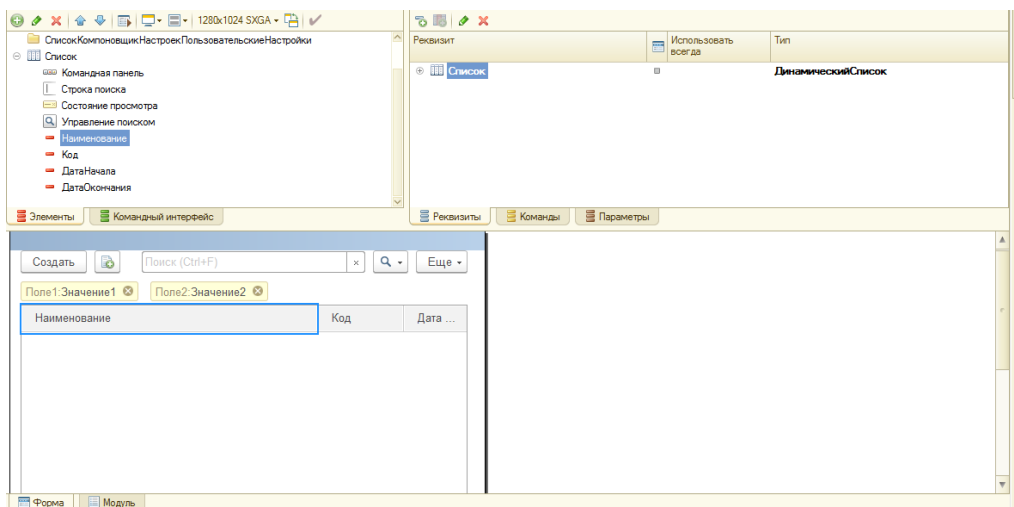 1280x1024 SXGA
СписокКомпоновщикНастроекПользовательскиеНастройки
Список
Командная панель
Строка поиска
Состояние просмотра
Управление поиском
Наименование
Код
ДатаНачала
ДатаОкончания
Элементы
Командный интерфейс
Реквизит
Использовать
всегда
Тип
Список
ДинамическийСписок
Реквизиты
Команды
Параметры
Создать
Поиск (Ctrl+F)
×
Еще
Поле1:Значение1
Поле2:Значение2
Наименование
Код
Дата ...
Форма
Модуль